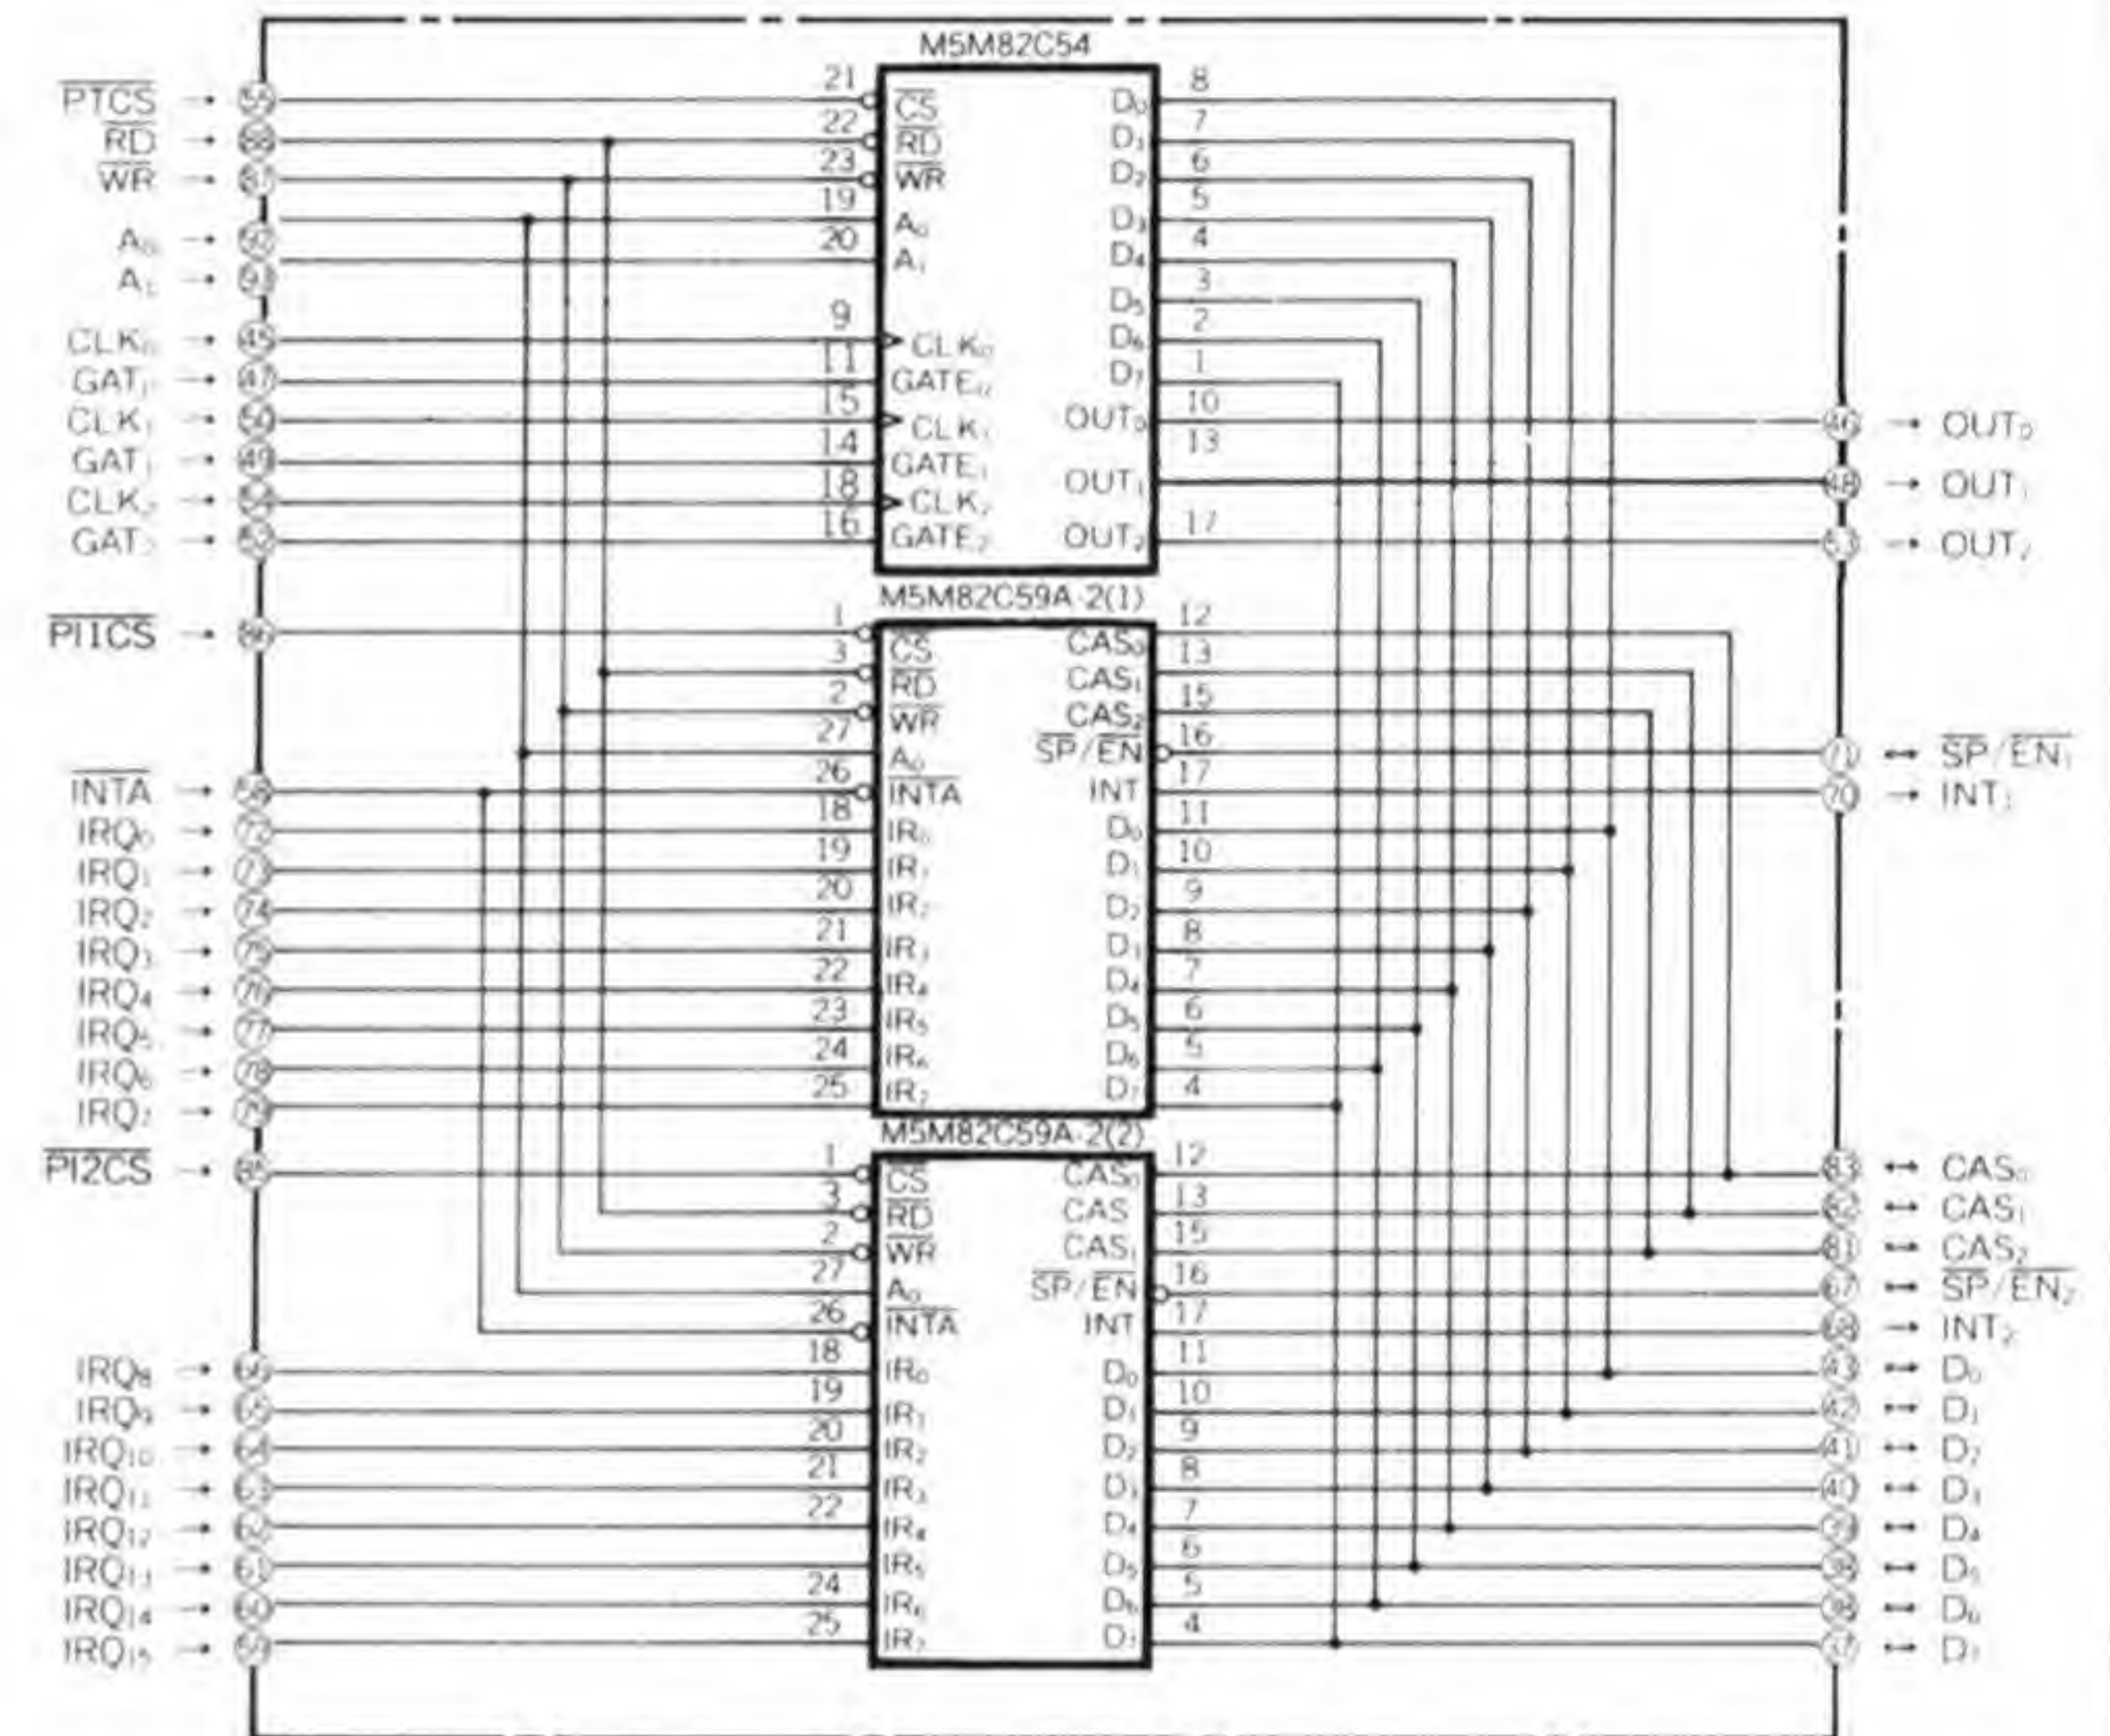 M5M82C54
PTCS → 55 21 CS D₀ 8
RD → 88 22 RD D₁ 7
WR → 87 23 WR D₂ 6
A₀ → 19 A₀ D₃ 5
A₁ → 20 A₁ D₄ 4
D₅ 3
CLK₀ → 45 9 CLK₀ D₆ 2
GAT₀ → 47 11 GATE₀ D₇ 1
CLK₁ → 50 15 CLK₁ OUT₀ 10 46 → OUT₀
GAT₁ → 49 14 GATE₁ 13
CLK₂ → 54 18 CLK₂ OUT₁ 48 → OUT₁
GAT₂ → 52 16 GATE₂ OUT₂ 17 53 → OUT₂
M5M82C59A-2(1)
PI1CS → 1 CS CAS₀ 12
3 RD CAS₁ 13
2 WR CAS₂ 15
27 A₀ SP/EN 16 71 ↔ SP/EN₁
INTA → 58 26 INTA INT 17 70 → INT₁
IRQ₀ → 72 18 IR₀ D₀ 11
IRQ₁ → 73 19 IR₁ D₁ 10
IRQ₂ → 74 20 IR₂ D₂ 9
IRQ₃ → 75 21 IR₃ D₃ 8
IRQ₄ → 76 22 IR₄ D₄ 7
IRQ₅ → 77 23 IR₅ D₅ 6
IRQ₆ → 78 24 IR₆ D₆ 5
IRQ₇ → 79 25 IR₇ D₇ 4
M5M82C59A-2(2)
PI2CS → 85 1 CS CAS₀ 12 83 ↔ CAS₀
3 RD CAS 13 82 ↔ CAS₁
2 WR CAS₁ 15 81 ↔ CAS₂
27 A₀ SP/EN 16 67 ↔ SP/EN₂
26 INTA INT 17 68 → INT₂
IRQ₈ → 66 18 IR₀ D₀ 11 43 ↔ D₀
IRQ₉ → 65 19 IR₁ D₁ 10 42 ↔ D₁
IRQ₁₀ → 64 20 IR₂ D₂ 9 41 ↔ D₂
IRQ₁₁ → 63 21 IR₃ D₃ 8 40 ↔ D₃
IRQ₁₂ → 62 22 IR₄ D₄ 7 39 ↔ D₄
IRQ₁₃ → 61 IR₅ D₅ 6 ↔ D₅
IRQ₁₄ → 60 24 IR₆ D₆ 5 ↔ D₆
IRQ₁₅ → 59 25 IR₇ D₇ 4 37 ↔ D₇